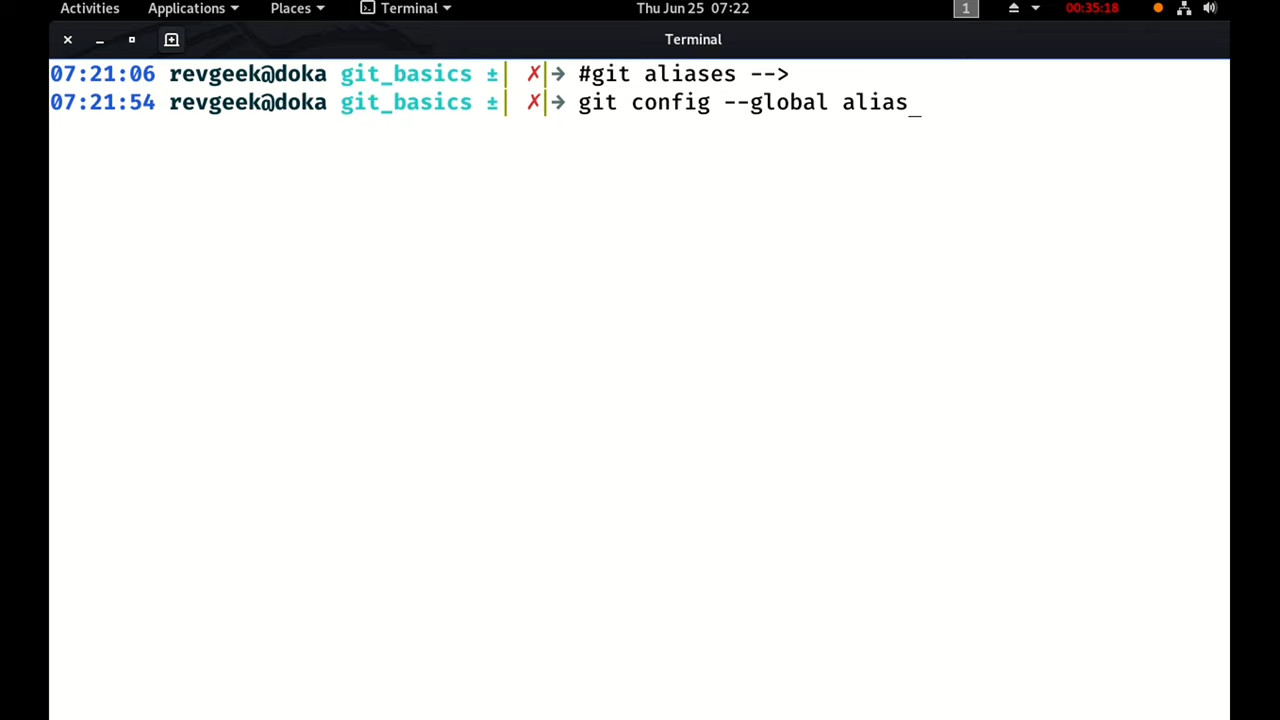 Activities Applications Places Terminal Thu Jun 25 07:22 1 00:35:18
Terminal
07:21:06 revgeek@doka git_basics ±| ✗|→ #git aliases -->
07:21:54 revgeek@doka git_basics ±| ✗|→ git config --global alias_